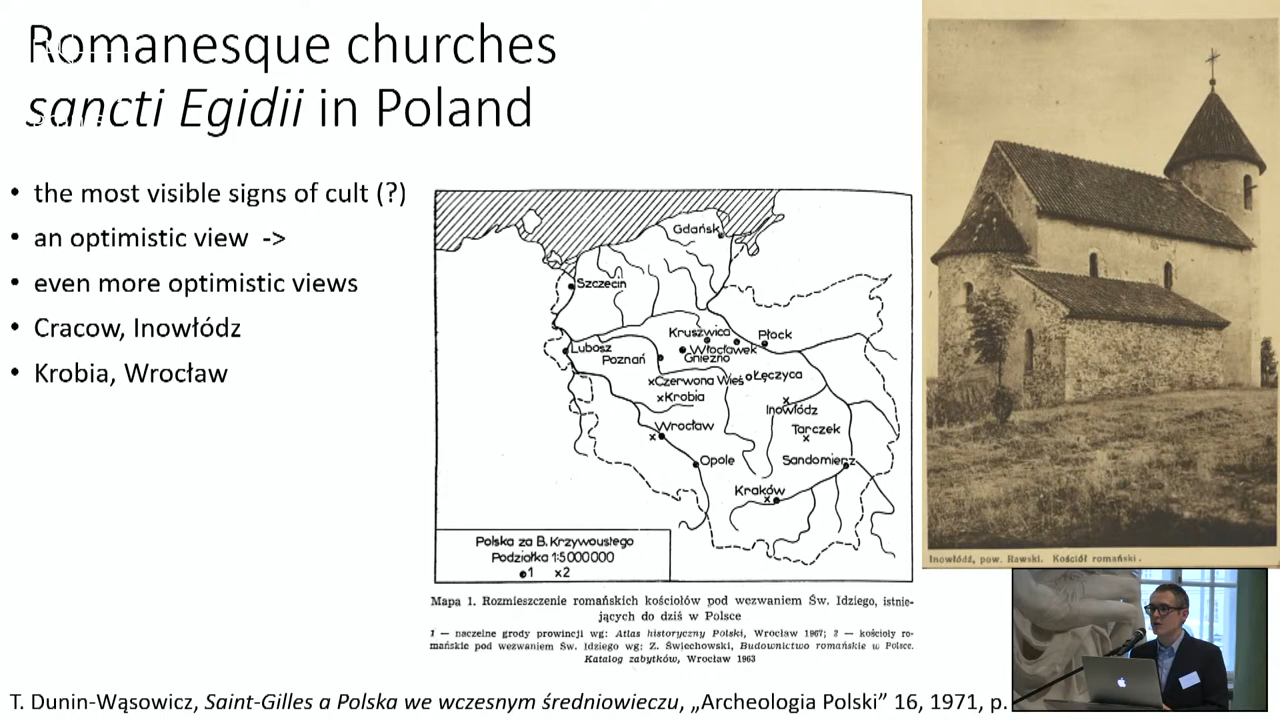 Romanesque churches
sancti Egidii in Poland
• the most visible signs of cult (?)
• an optimistic view ->
• even more optimistic views
• Cracow, Inowłódz
• Krobia, Wrocław
Gdańsk
Szczecin
Kruszwica
Płock
Lubosz
Włocławek
Poznań
Gniezno
xCzerwona Wieś
Łęczyca
xKrobia
Inowłódz
x
Wrocław
x
Tarczek
x
Opole
Sandomierz
Kraków
x
Polska za B. Krzywoustego
Podziołka 1:5000000
●1 x2
Mapa 1. Rozmieszczenie romańskich kościołów pod wezwaniem Św. Idziego, istnie-
jących do dziś w Polsce
1 — naczelne grody prowincji wg: Atlas historyczny Polski, Wrocław 1967; 2 — kościoły ro-
mańskie pod wezwaniem Św. Idziego wg: Z. Świechowski, Budownictwo romańskie w Polsce.
Katalog zabytków, Wrocław 1963
Inowłódź, pow. Rawski. Kościół romański.
T. Dunin-Wąsowicz, Saint-Gilles a Polska we wczesnym średniowieczu, „Archeologia Polski” 16, 1971, p.